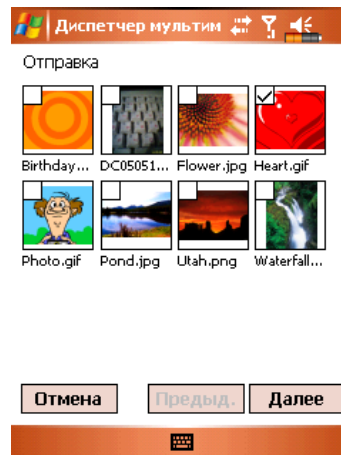 Диспетчер мультим
Отправка
Birthday... DC05051... Flower.jpg Heart.gif
Photo.gif Pond.jpg Utah.png Waterfall...
Отмена Предыд. Далее